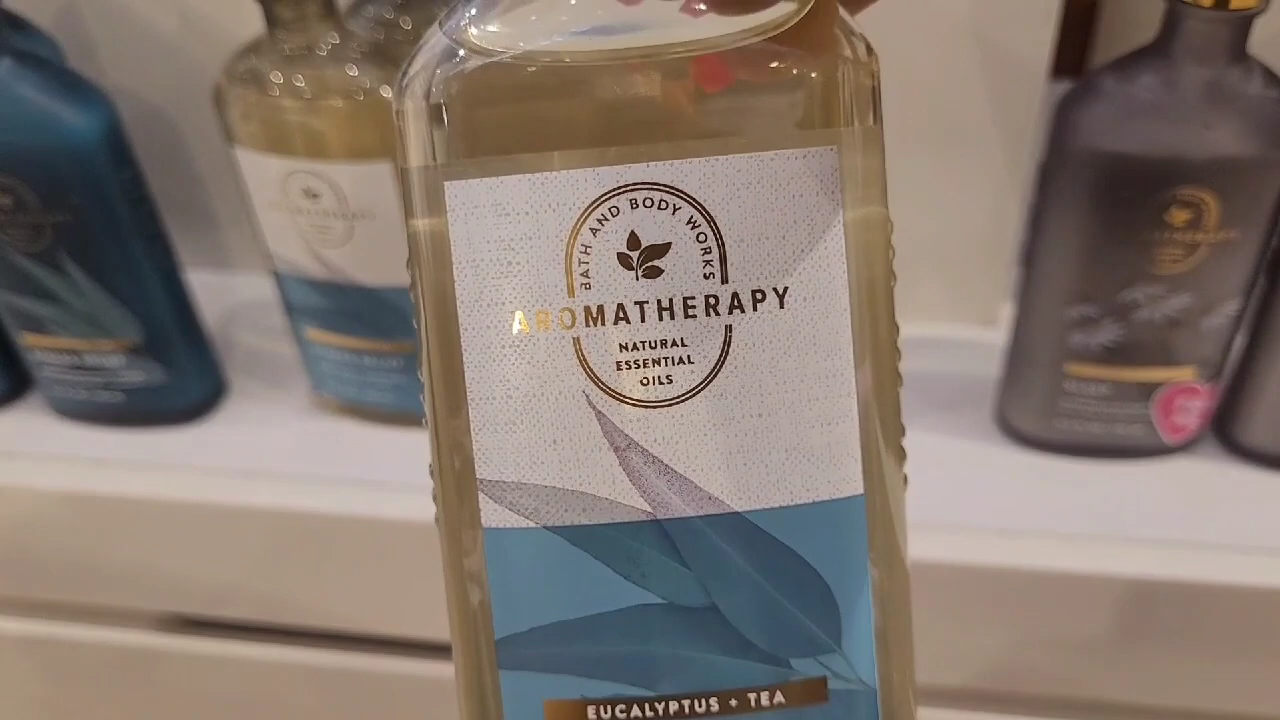 BATH AND BODY WORKS
AROMATHERAPY
NATURAL
ESSENTIAL
OILS
EUCALYPTUS + TEA